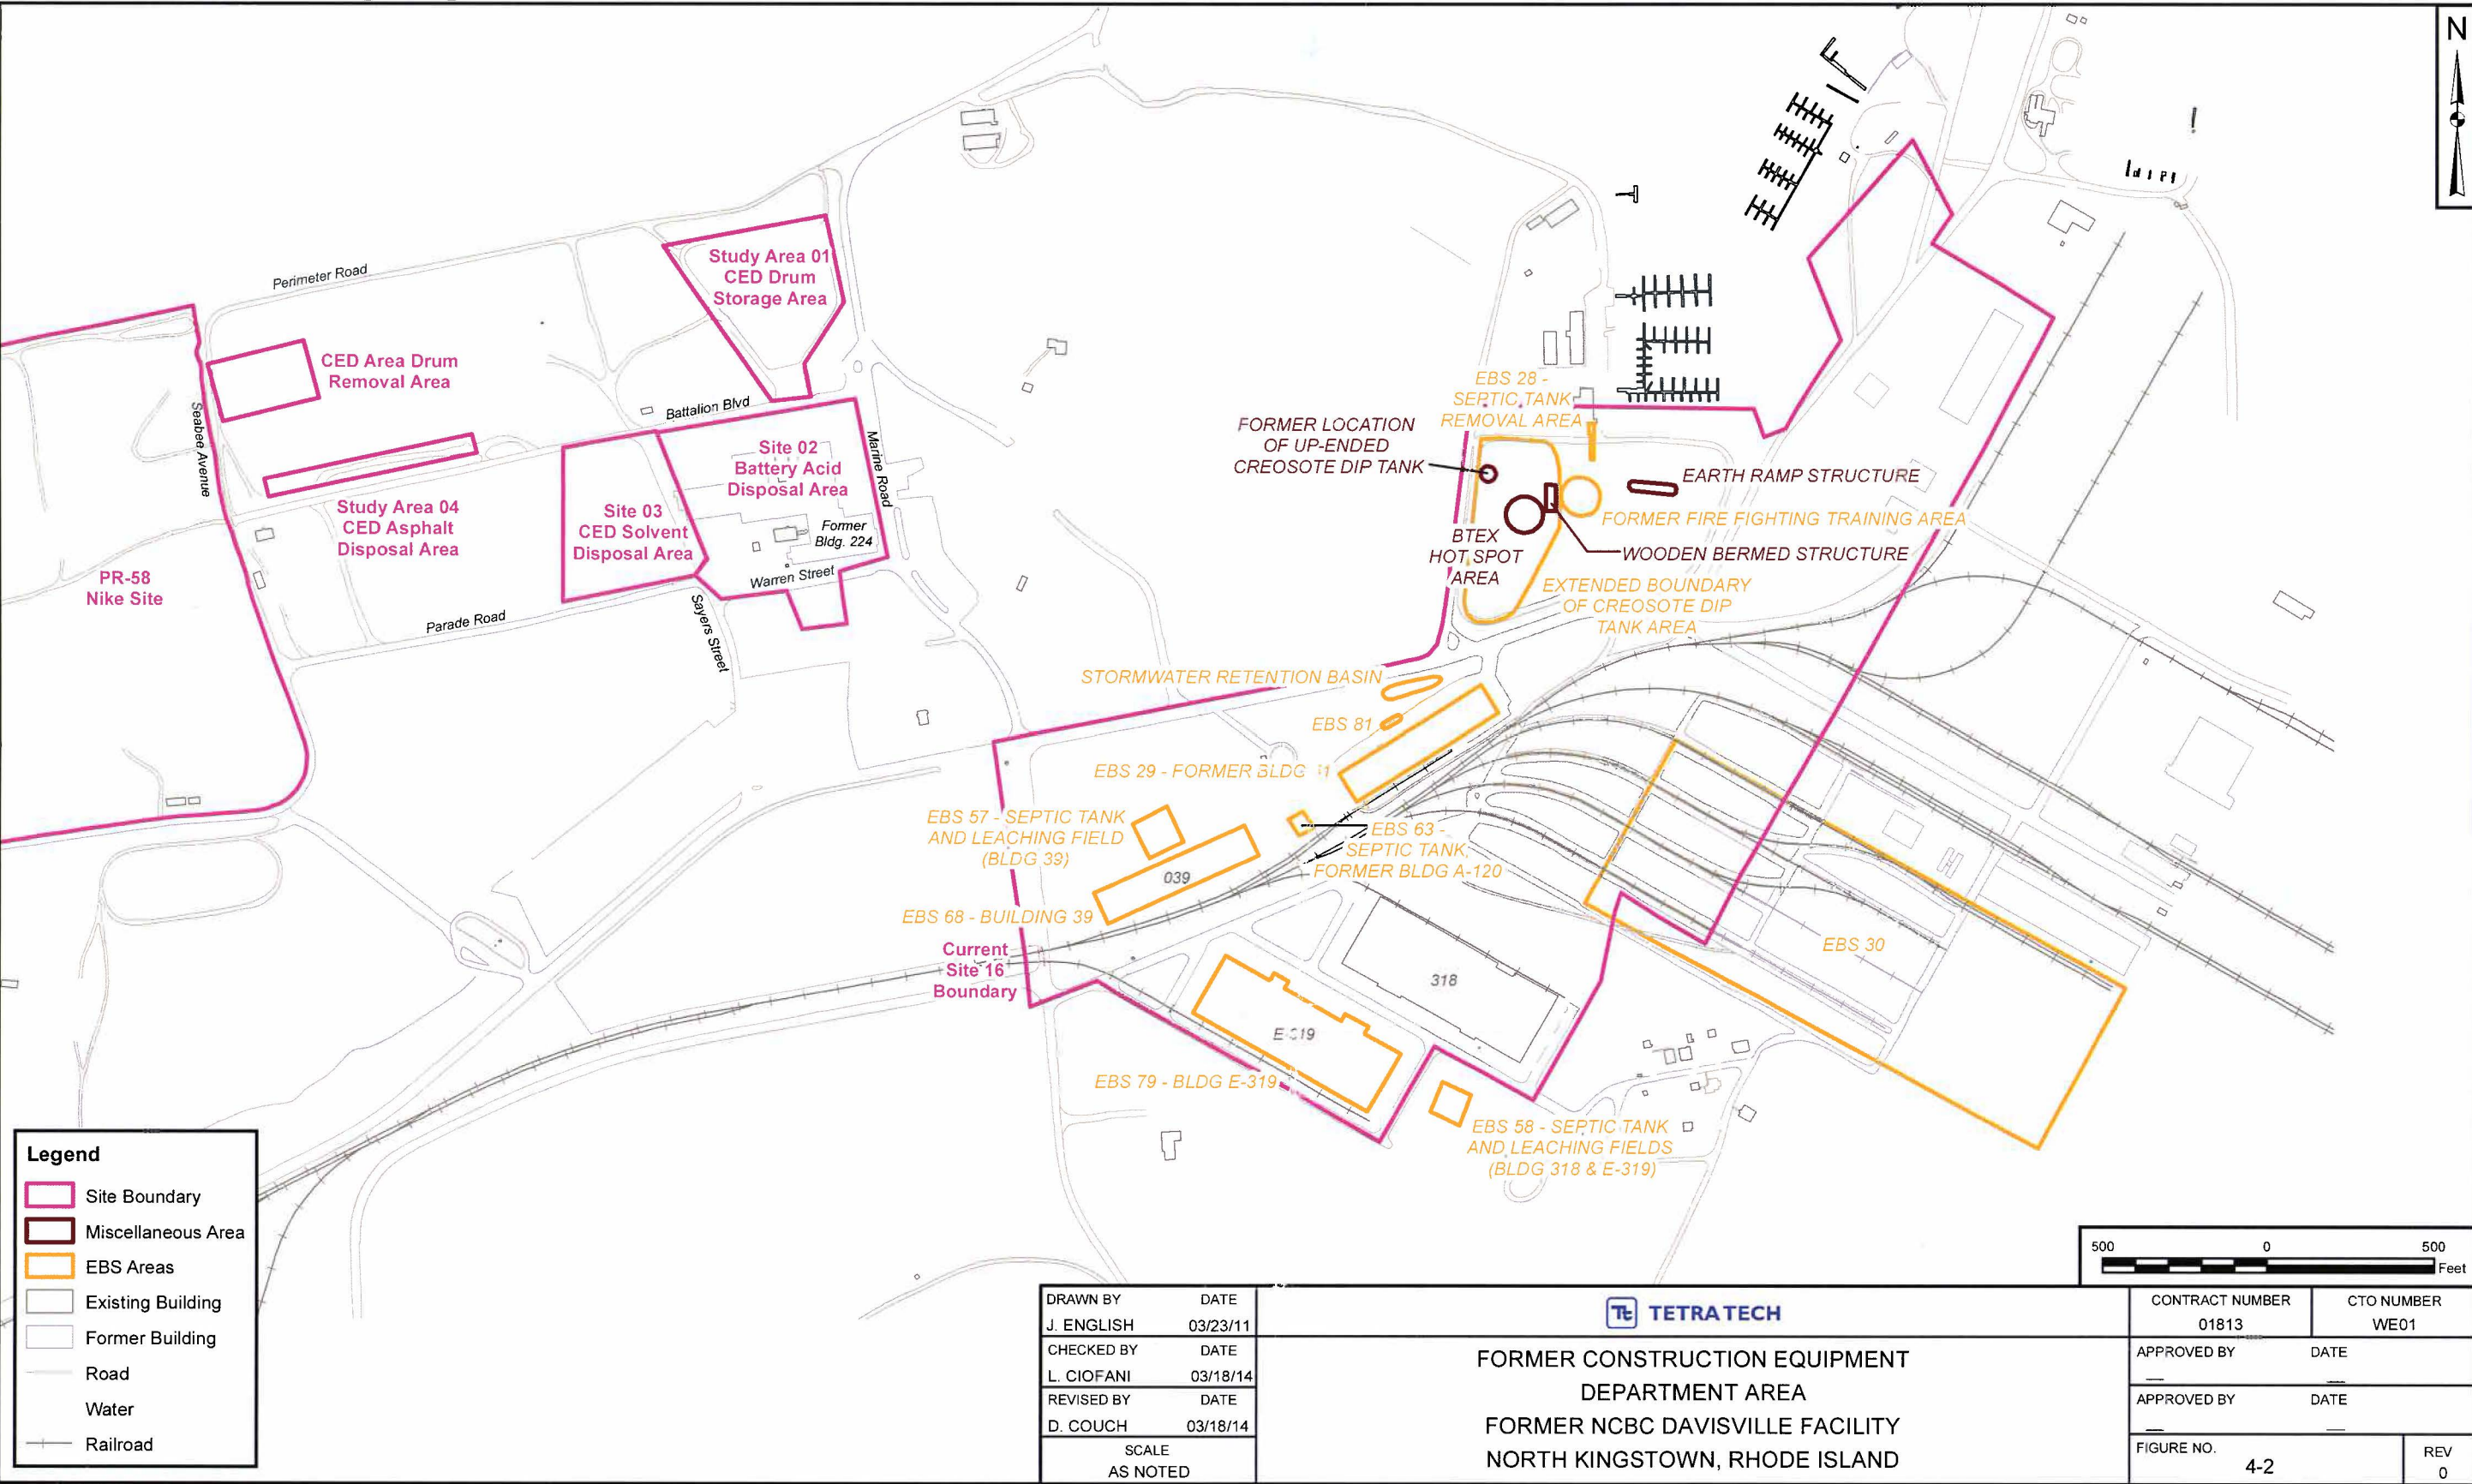 N
Perimeter Road
Study Area 01
CED Drum
Storage Area
CED Area Drum
Removal Area
Seabee Avenue
Battalion Blvd
Marine Road
Site 02
Battery Acid
Disposal Area
Former
Bldg. 224
Warren Street
Study Area 04
CED Asphalt
Disposal Area
Site 03
CED Solvent
Disposal Area
PR-58
Nike Site
Parade Road
Sayers Street
EBS 28 -
SEPTIC TANK
REMOVAL AREA
FORMER LOCATION
OF UP-ENDED
CREOSOTE DIP TANK
EARTH RAMP STRUCTURE
FORMER FIRE FIGHTING TRAINING AREA
BTEX
HOT SPOT
AREA
WOODEN BERMED STRUCTURE
EXTENDED BOUNDARY
OF CREOSOTE DIP
TANK AREA
STORMWATER RETENTION BASIN
EBS 81
EBS 29 - FORMER BLDG
EBS 57 - SEPTIC TANK
AND LEACHING FIELD
(BLDG 39)
EBS 63 -
SEPTIC TANK,
FORMER BLDG A-120
039
EBS 68 - BUILDING 39
Current
Site 16
Boundary
318
EBS 30
E-319
EBS 79 - BLDG E-319
EBS 58 - SEPTIC TANK
AND LEACHING FIELDS
(BLDG 318 & E-319)
Legend
Site Boundary
Miscellaneous Area
EBS Areas
Existing Building
Former Building
Road
Water
Railroad
500 0 500
Feet
DRAWN BY DATE
J. ENGLISH 03/23/11
CHECKED BY DATE
L. CIOFANI 03/18/14
REVISED BY DATE
D. COUCH 03/18/14
SCALE
AS NOTED
Tt TETRA TECH
FORMER CONSTRUCTION EQUIPMENT
DEPARTMENT AREA
FORMER NCBC DAVISVILLE FACILITY
NORTH KINGSTOWN, RHODE ISLAND
CONTRACT NUMBER
01813
CTO NUMBER
WE01
APPROVED BY DATE
— —
APPROVED BY DATE
— —
FIGURE NO.
4-2
REV
0